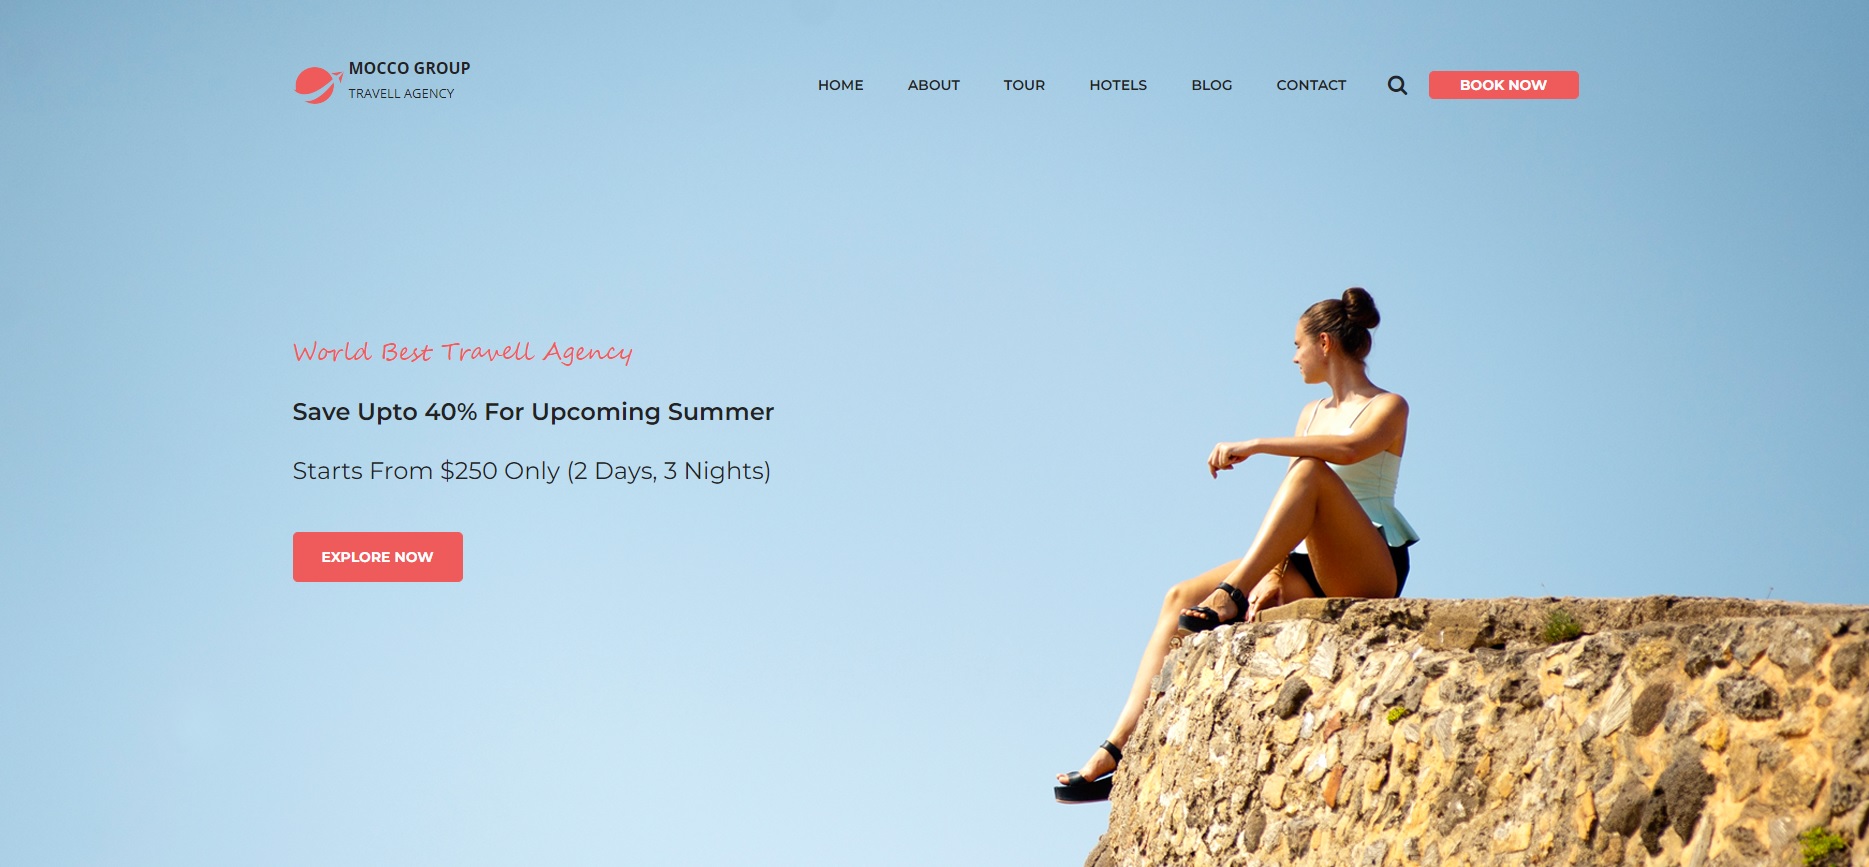 MOCCO GROUP
TRAVELL AGENCY
HOME ABOUT TOUR HOTELS BLOG CONTACT BOOK NOW
World Best Travell Agency
Save Upto 40% For Upcoming Summer
Starts From $250 Only (2 Days, 3 Nights)
EXPLORE NOW